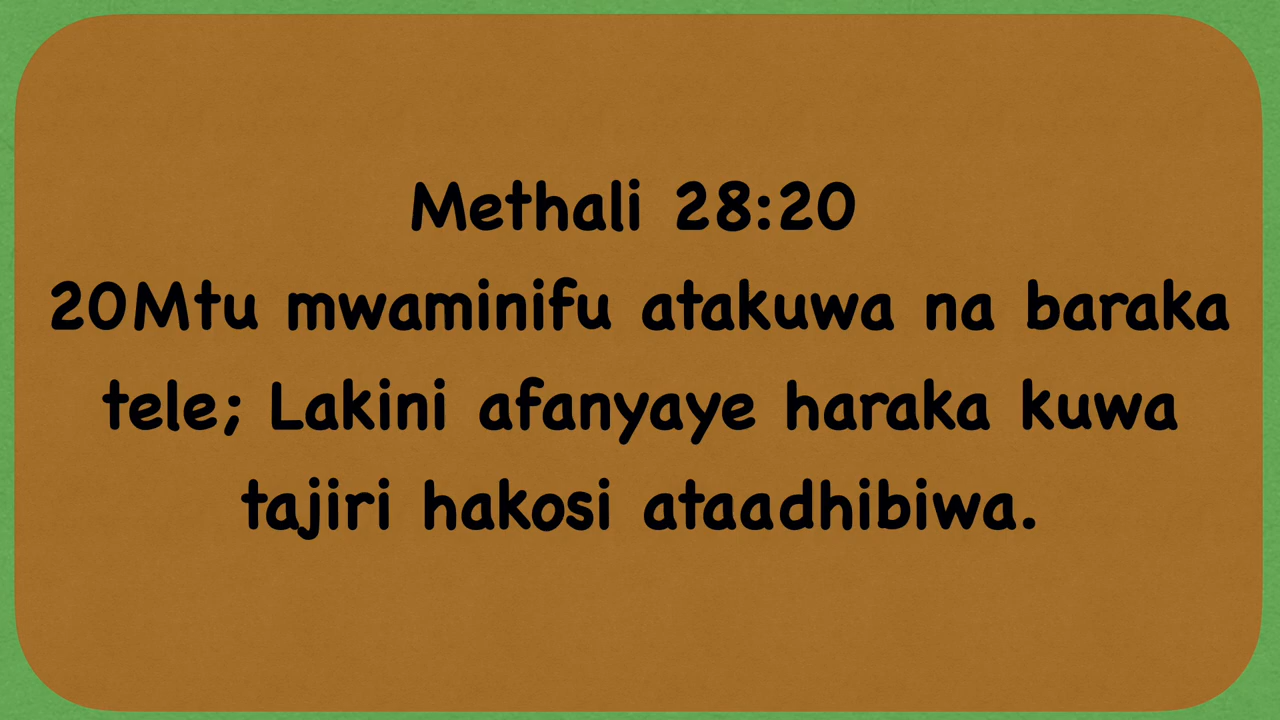 Methali 28:20
20Mtu mwaminifu atakuwa na baraka
tele; Lakini afanyaye haraka kuwa
tajiri hakosi ataadhibiwa.